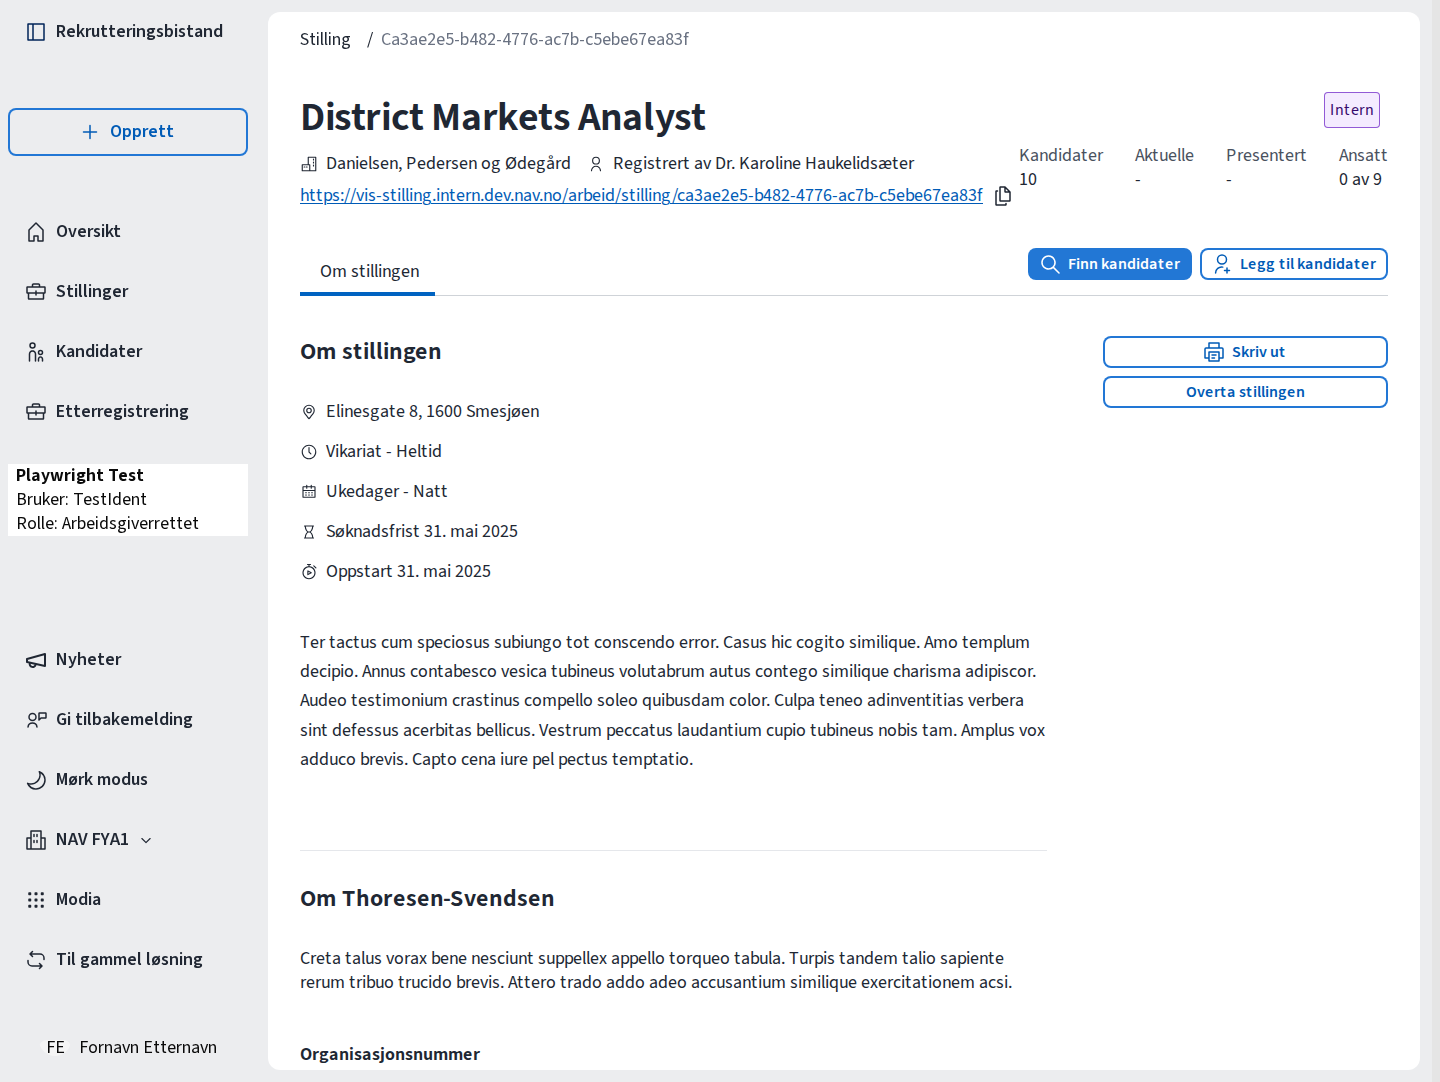 Rekrutteringsbistand
Opprett
Oversikt
Stillinger
Kandidater
Etterregistrering
Playwright Test
Bruker: TestIdent
Rolle: Arbeidsgiverrettet
Nyheter
Gi tilbakemelding
Mørk modus
NAV FYA1
Modia
Til gammel løsning
FE Fornavn Etternavn
Stilling / Ca3ae2e5-b482-4776-ac7b-c5ebe67ea83f
District Markets Analyst
Intern
Danielsen, Pedersen og Ødegård Registrert av Dr. Karoline Haukelidsæter
https://vis-stilling.intern.dev.nav.no/arbeid/stilling/ca3ae2e5-b482-4776-ac7b-c5ebe67ea83f
Kandidater Aktuelle Presentert Ansatt
10 - - 0 av 9
Om stillingen
Finn kandidater Legg til kandidater
Om stillingen
Skriv ut
Overta stillingen
Elinesgate 8, 1600 Smesjøen
Vikariat - Heltid
Ukedager - Natt
Søknadsfrist 31. mai 2025
Oppstart 31. mai 2025
Ter tactus cum speciosus subiungo tot conscendo error. Casus hic cogito similique. Amo templum
decipio. Annus contabesco vesica tubineus volutabrum autus contego similique charisma adipiscor.
Audeo testimonium crastinus compello soleo quibusdam color. Culpa teneo adinventitias verbera
sint defessus acerbitas bellicus. Vestrum peccatus laudantium cupio tubineus nobis tam. Amplus vox
adduco brevis. Capto cena iure pel pectus temptatio.
Om Thoresen-Svendsen
Creta talus vorax bene nesciunt suppellex appello torqueo tabula. Turpis tandem talio sapiente
rerum tribuo trucido brevis. Attero trado addo adeo accusantium similique exercitationem acsi.
Organisasjonsnummer